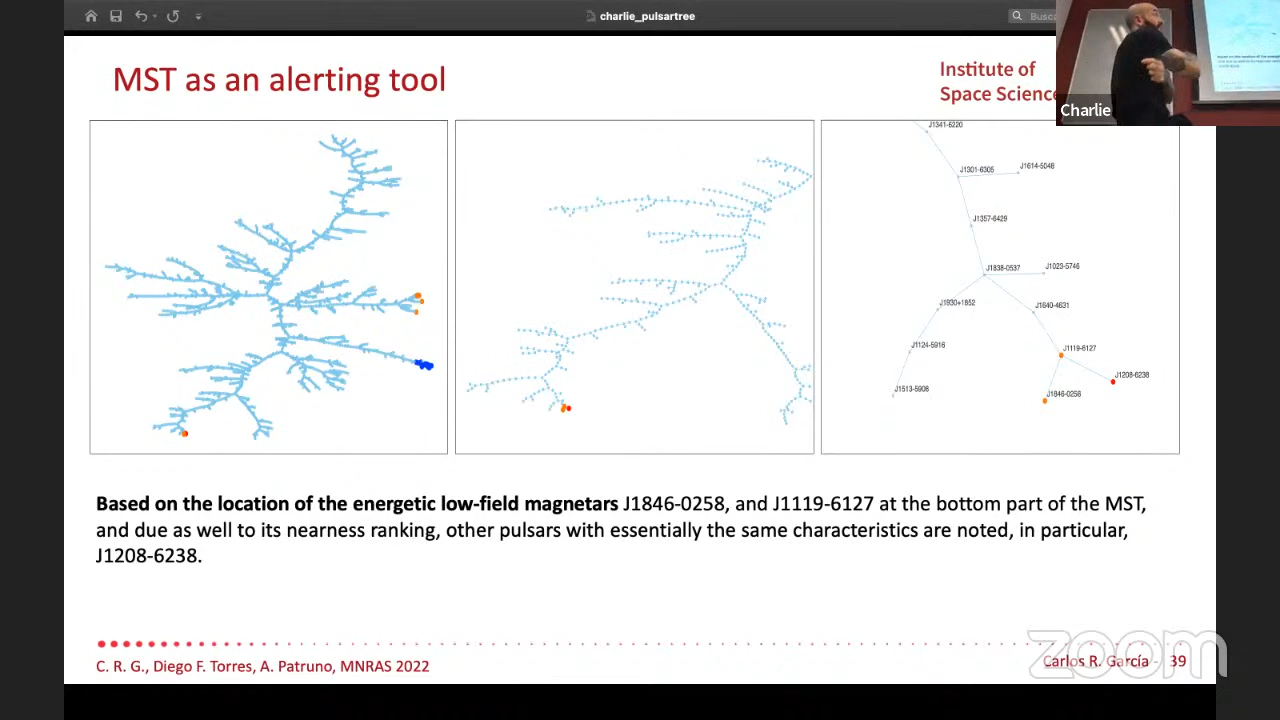 charlie_pulsartree
Busca
MST as an alerting tool
Institute of
Space Science
Charlie
J1341-6220
J1301-6305
J1614-5048
J1357-6429
J1838-0537
J1023-5746
J1930+1852
J1640-4631
J1124-5916
J1119-6127
J1208-6238
J1513-5908
J1846-0258
Based on the location of the energetic low-field magnetars J1846-0258, and J1119-6127 at the bottom part of the MST,
and due as well to its nearness ranking, other pulsars with essentially the same characteristics are noted, in particular,
J1208-6238.
C. R. G., Diego F. Torres, A. Patruno, MNRAS 2022
Carlos R. García - 39
zoom